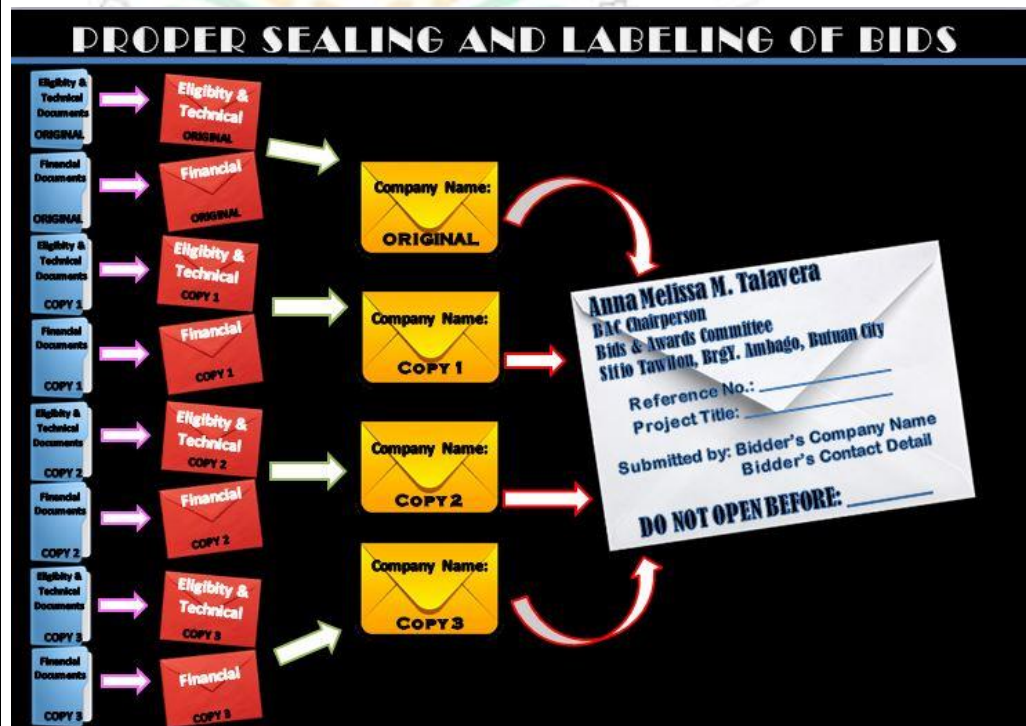 PROPER SEALING AND LABELING OF BIDS
Eligibity &
Technical
Documents
ORIGINAL
Eligibity &
Technical
ORIGINAL
Financial
Documents
ORIGINAL
Financial
ORIGINAL
Eligibity &
Technical
Documents
COPY 1
Eligibity &
Technical
COPY 1
Financial
Documents
COPY 1
Financial
COPY 1
Eligibity &
Technical
Documents
COPY 2
Eligibity &
Technical
COPY 2
Financial
Documents
COPY 2
Financial
COPY 2
Eligibity &
Technical
Documents
COPY 3
Eligibity &
Technical
COPY 3
Financial
Documents
COPY 3
Financial
COPY 3
Company Name:
ORIGINAL
Company Name:
COPY 1
Company Name:
COPY 2
Company Name:
COPY 3
Anna Melissa M. Talavera
BAC Chairperson
Bids & Awards Committee
Sitio Tawilon, BrgY. Ambago, Butuan City
Reference No.: __________
Project Title: __________
Submitted by: Bidder's Company Name
Bidder's Contact Detail
DO NOT OPEN BEFORE: ______